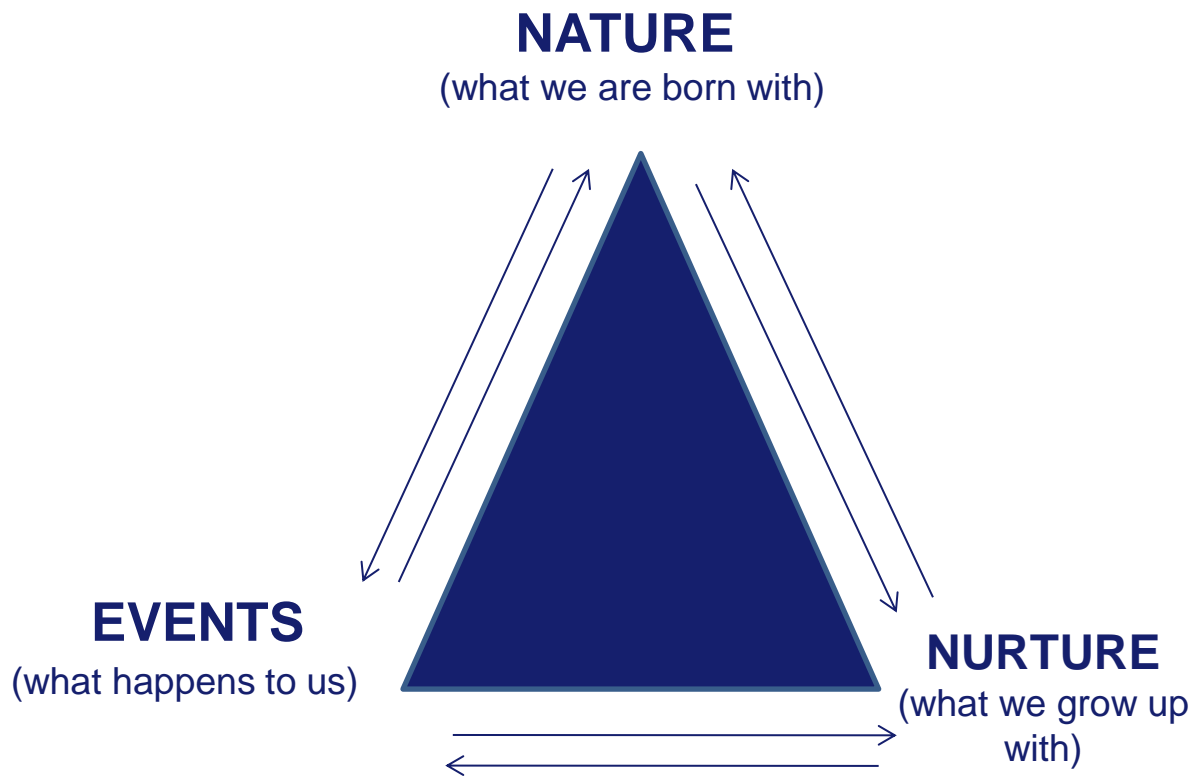 NATURE
(what we are born with)
EVENTS
(what happens to us)
NURTURE
(what we grow up
with)